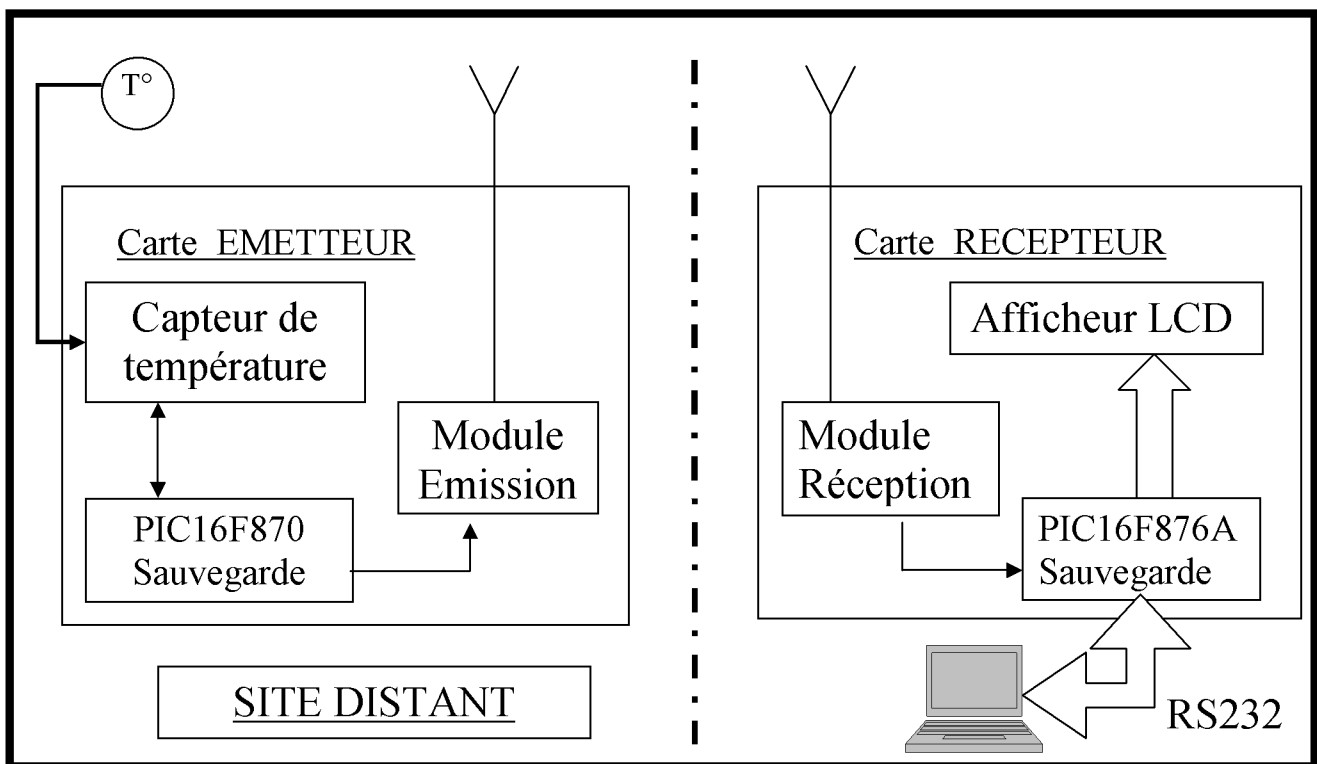 T°
Carte EMETTEUR
Capteur de
température
Module
Emission
PIC16F870
Sauvegarde
SITE DISTANT
Carte RECEPTEUR
Afficheur LCD
Module
Réception
PIC16F876A
Sauvegarde
RS232